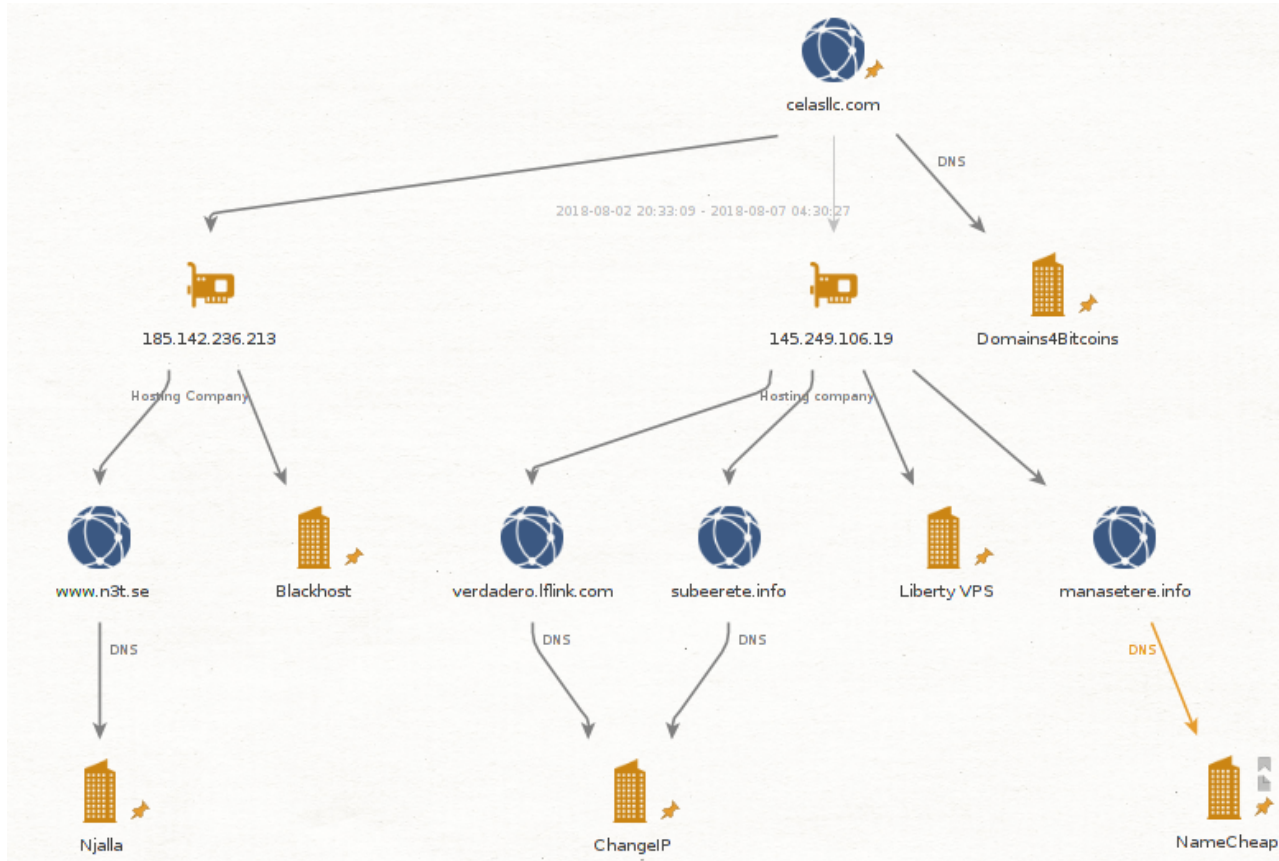 celasllc.com
DNS
2018-08-02 20:33:09 - 2018-08-07 04:30:27
185.142.236.213
145.249.106.19
Domains4Bitcoins
Hosting Company
Hosting company
www.n3t.se
Blackhost
verdadero.lflink.com
subeerete.info
Liberty VPS
manasetere.info
DNS
DNS
DNS
DNS
Njalla
ChangeIP
NameCheap